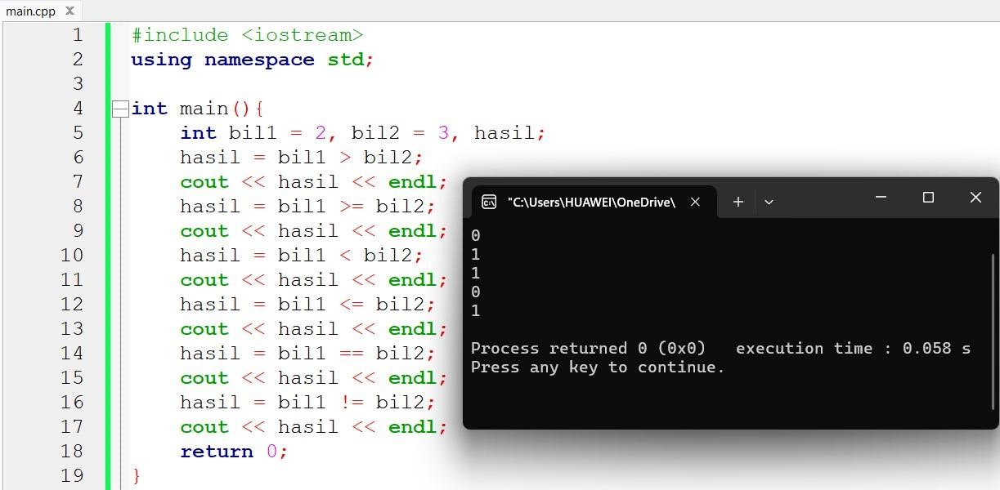 main.cpp X
1 #include <iostream>
2 using namespace std;
3
4 int main(){
5 int bil1 = 2, bil2 = 3, hasil;
6 hasil = bil1 > bil2;
7 cout << hasil << endl;
8 hasil = bil1 >= bil2;
9 cout << hasil << endl;
10 hasil = bil1 < bil2;
11 cout << hasil << endl;
12 hasil = bil1 <= bil2;
13 cout << hasil << endl;
14 hasil = bil1 == bil2;
15 cout << hasil << endl;
16 hasil = bil1 != bil2;
17 cout << hasil << endl;
18 return 0;
19 }
"C:\Users\HUAWEI\OneDrive\
0
1
1
0
1
Process returned 0 (0x0) execution time : 0.058 s
Press any key to continue.